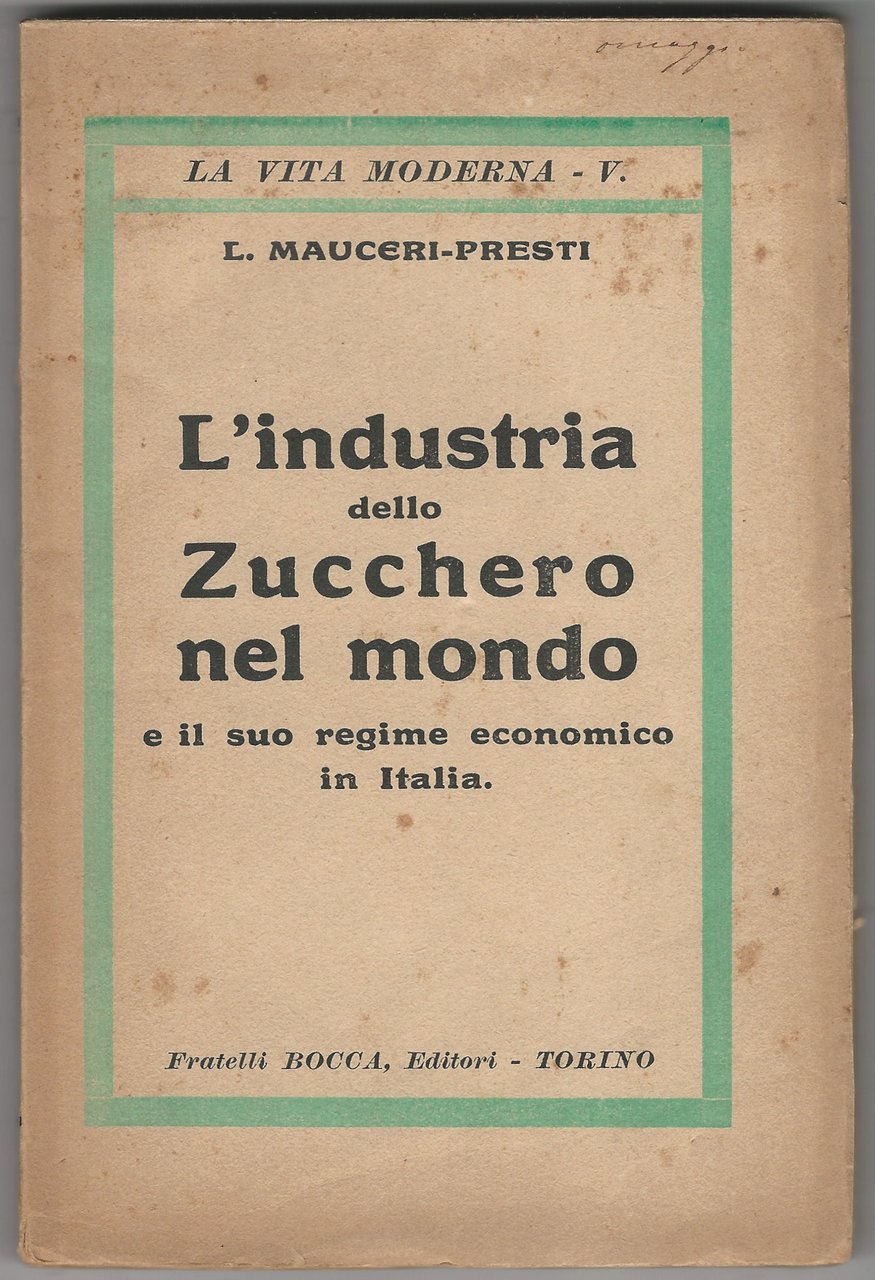 omaggio
LA VITA MODERNA - V.
L. MAUCERI-PRESTI
L'industria
dello
Zucchero
nel mondo
e il suo regime economico
in Italia.
Fratelli BOCCA, Editori - TORINO